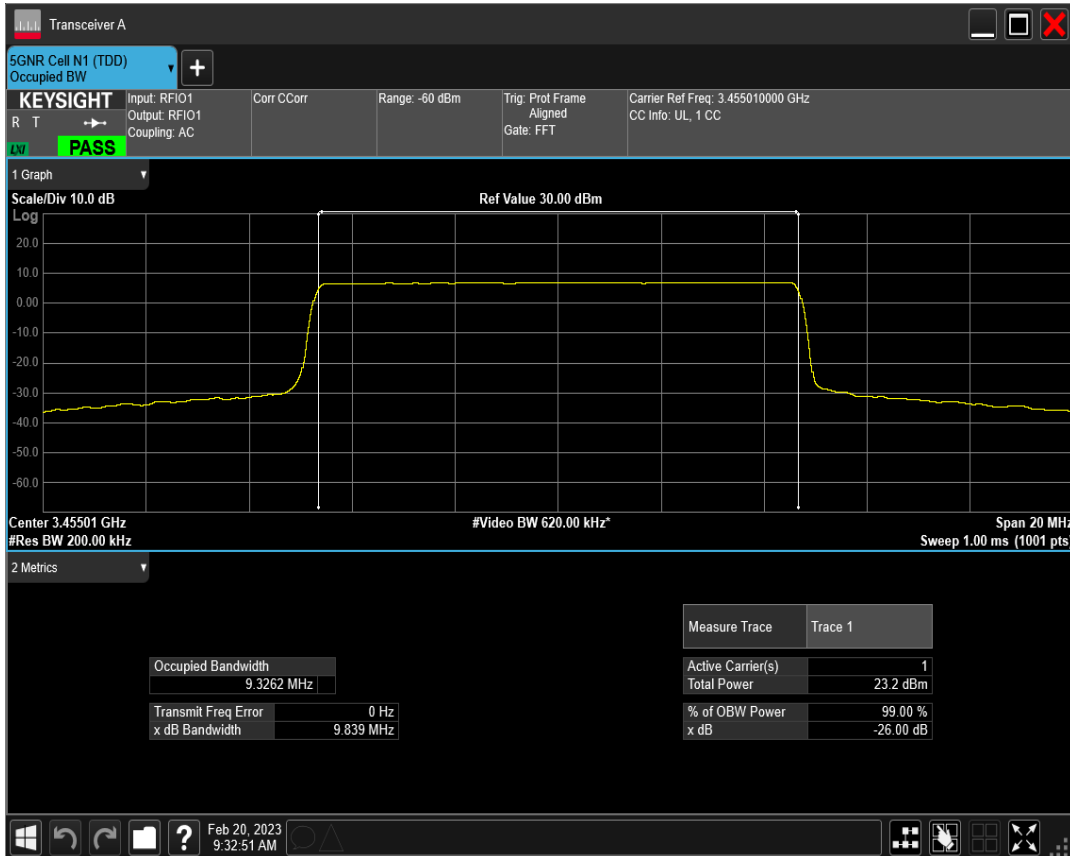 Transceiver A
5GNR Cell N1 (TDD)
Occupied BW
+
KEYSIGHT
R T
LXI
PASS
Input: RFIO1
Output: RFIO1
Coupling: AC
Corr CCorr
Range: -60 dBm
Trig: Prot Frame
Aligned
Gate: FFT
Carrier Ref Freq: 3.455010000 GHz
CC Info: UL, 1 CC
1 Graph
Scale/Div 10.0 dB
Ref Value 30.00 dBm
Log
20.0
10.0
0.00
-10.0
-20.0
-30.0
-40.0
-50.0
-60.0
Center 3.45501 GHz
#Video BW 620.00 kHz*
Span 20 MHz
#Res BW 200.00 kHz
Sweep 1.00 ms (1001 pts)
2 Metrics
Measure Trace Trace 1
Occupied Bandwidth
9.3262 MHz
Active Carrier(s) 1
Total Power 23.2 dBm
Transmit Freq Error 0 Hz
x dB Bandwidth 9.839 MHz
% of OBW Power 99.00 %
x dB -26.00 dB
?
Feb 20, 2023
9:32:51 AM